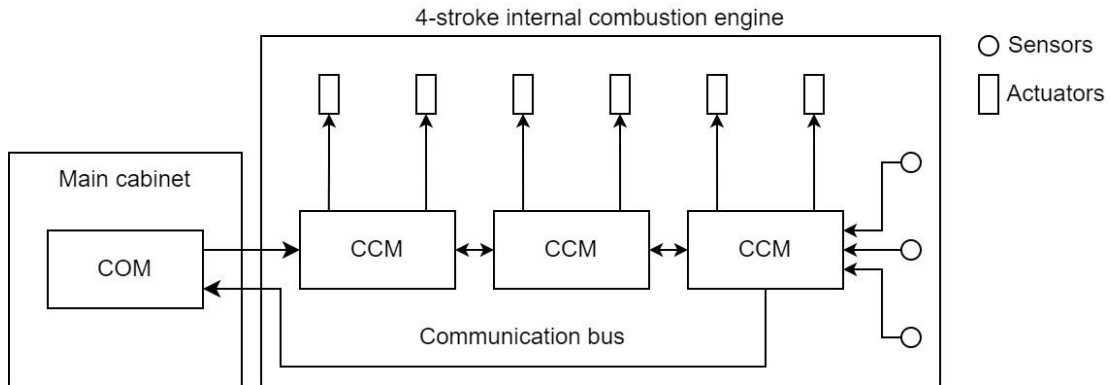 4-stroke internal combustion engine
Sensors
Actuators
Main cabinet
COM
CCM
CCM
CCM
Communication bus